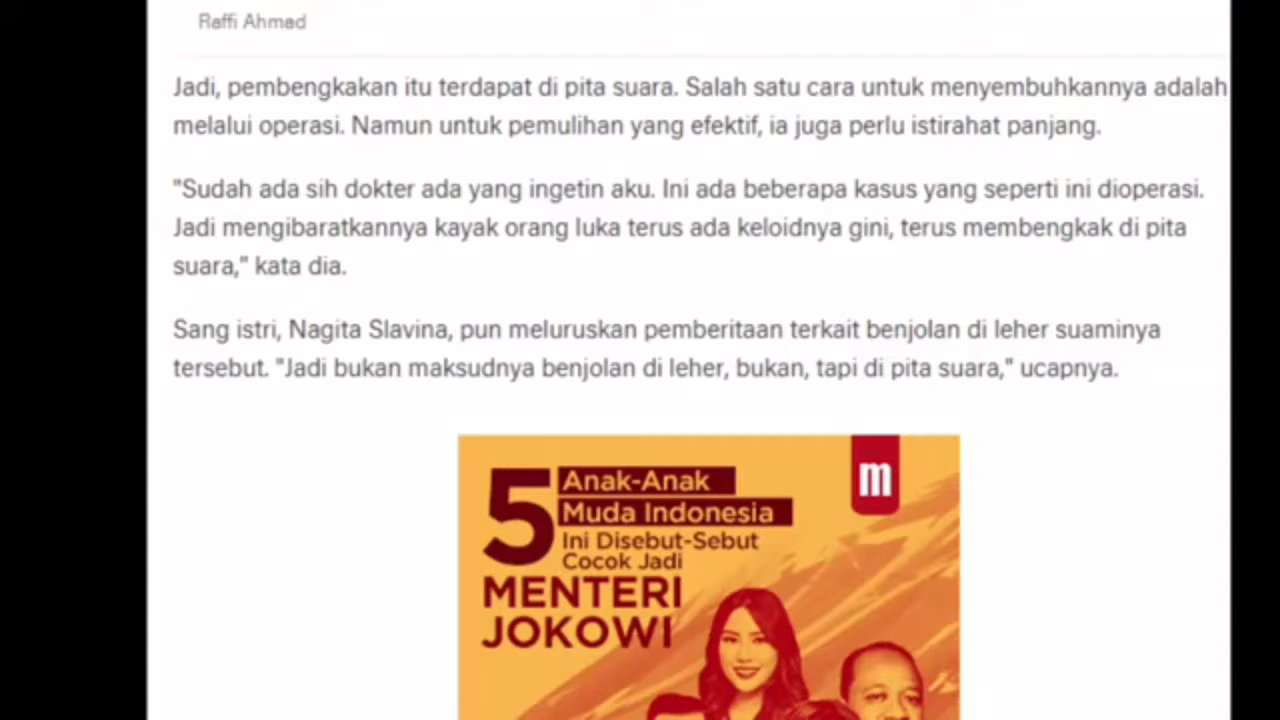 Raffi Ahmad
Jadi, pembengkakan itu terdapat di pita suara. Salah satu cara untuk menyembuhkannya adalah
melalui operasi. Namun untuk pemulihan yang efektif, ia juga perlu istirahat panjang.
"Sudah ada sih dokter ada yang ingetin aku. Ini ada beberapa kasus yang seperti ini dioperasi.
Jadi mengibaratkannya kayak orang luka terus ada keloidnya gini, terus membengkak di pita
suara," kata dia.
Sang istri, Nagita Slavina, pun meluruskan pemberitaan terkait benjolan di leher suaminya
tersebut. "Jadi bukan maksudnya benjolan di leher, bukan, tapi di pita suara," ucapnya.
5 Anak-Anak
Muda Indonesia
Ini Disebut-Sebut
Cocok Jadi
MENTERI
JOKOWI
m